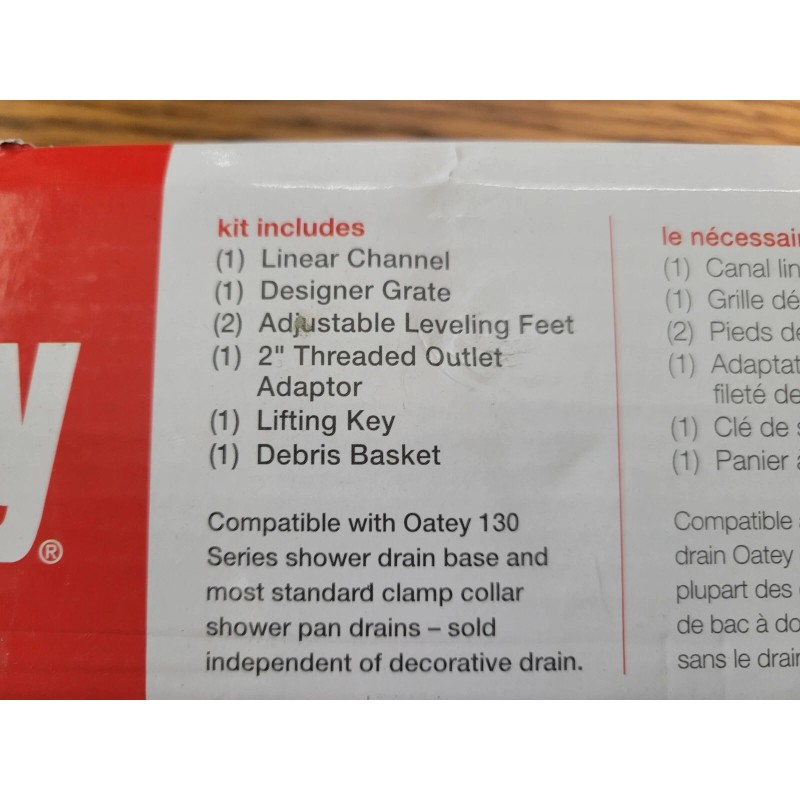 y®
kit includes
(1) Linear Channel
(1) Designer Grate
(2) Adjustable Leveling Feet
(1) 2" Threaded Outlet
Adaptor
(1) Lifting Key
(1) Debris Basket
Compatible with Oatey 130
Series shower drain base and
most standard clamp collar
shower pan drains – sold
independent of decorative drain.
le nécessair
(1) Canal lin
(1) Grille dé
(2) Pieds de
(1) Adaptat
fileté de
(1) Clé de s
(1) Panier à
Compatible a
drain Oatey
plupart des
de bac à do
sans le drain